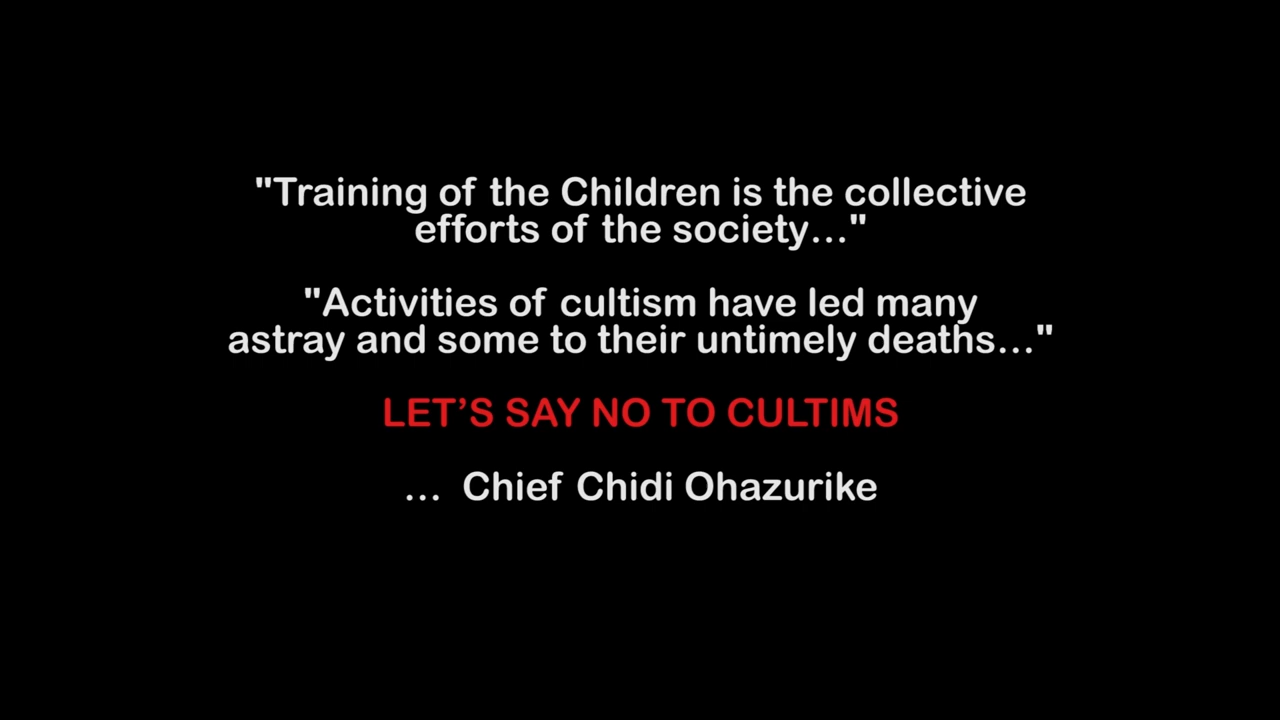 "Training of the Children is the collective
efforts of the society..."
"Activities of cultism have led many
astray and some to their untimely deaths..."
LET’S SAY NO TO CULTIMS
... Chief Chidi Ohazurike